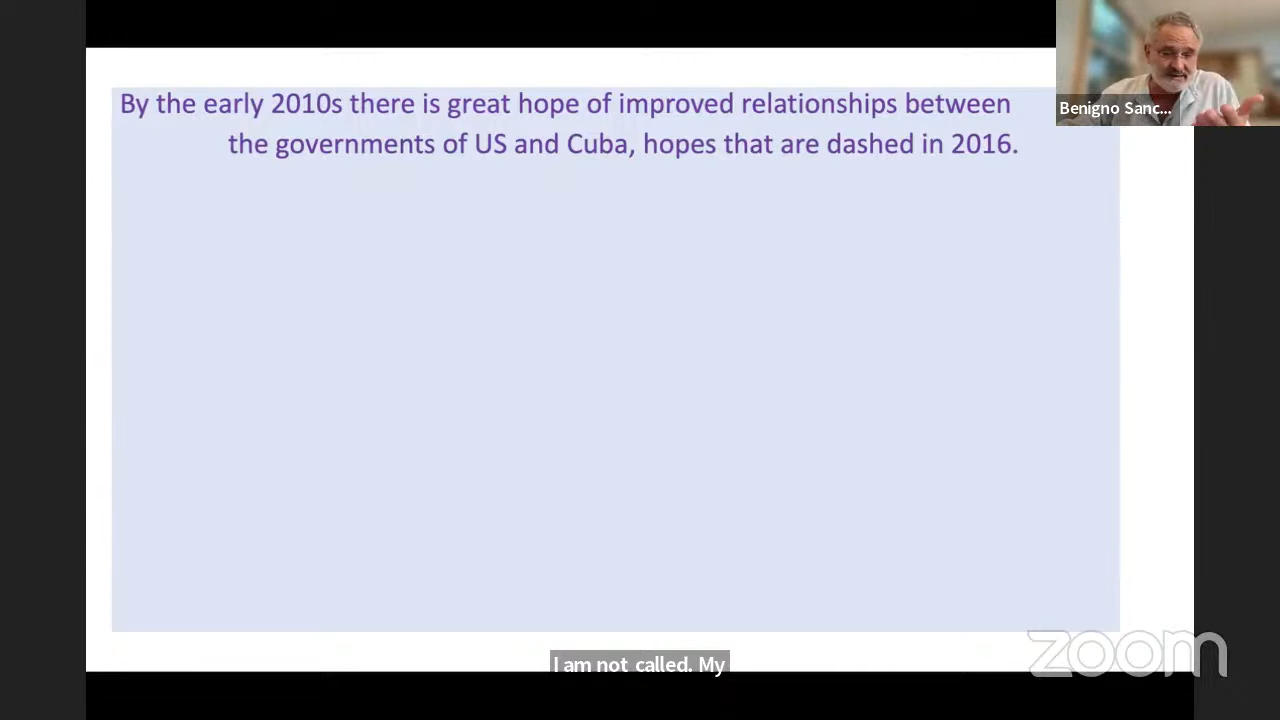 By the early 2010s there is great hope of improved relationships between
the governments of US and Cuba, hopes that are dashed in 2016.
Benigno Sanc...
I am not called. My
zoom